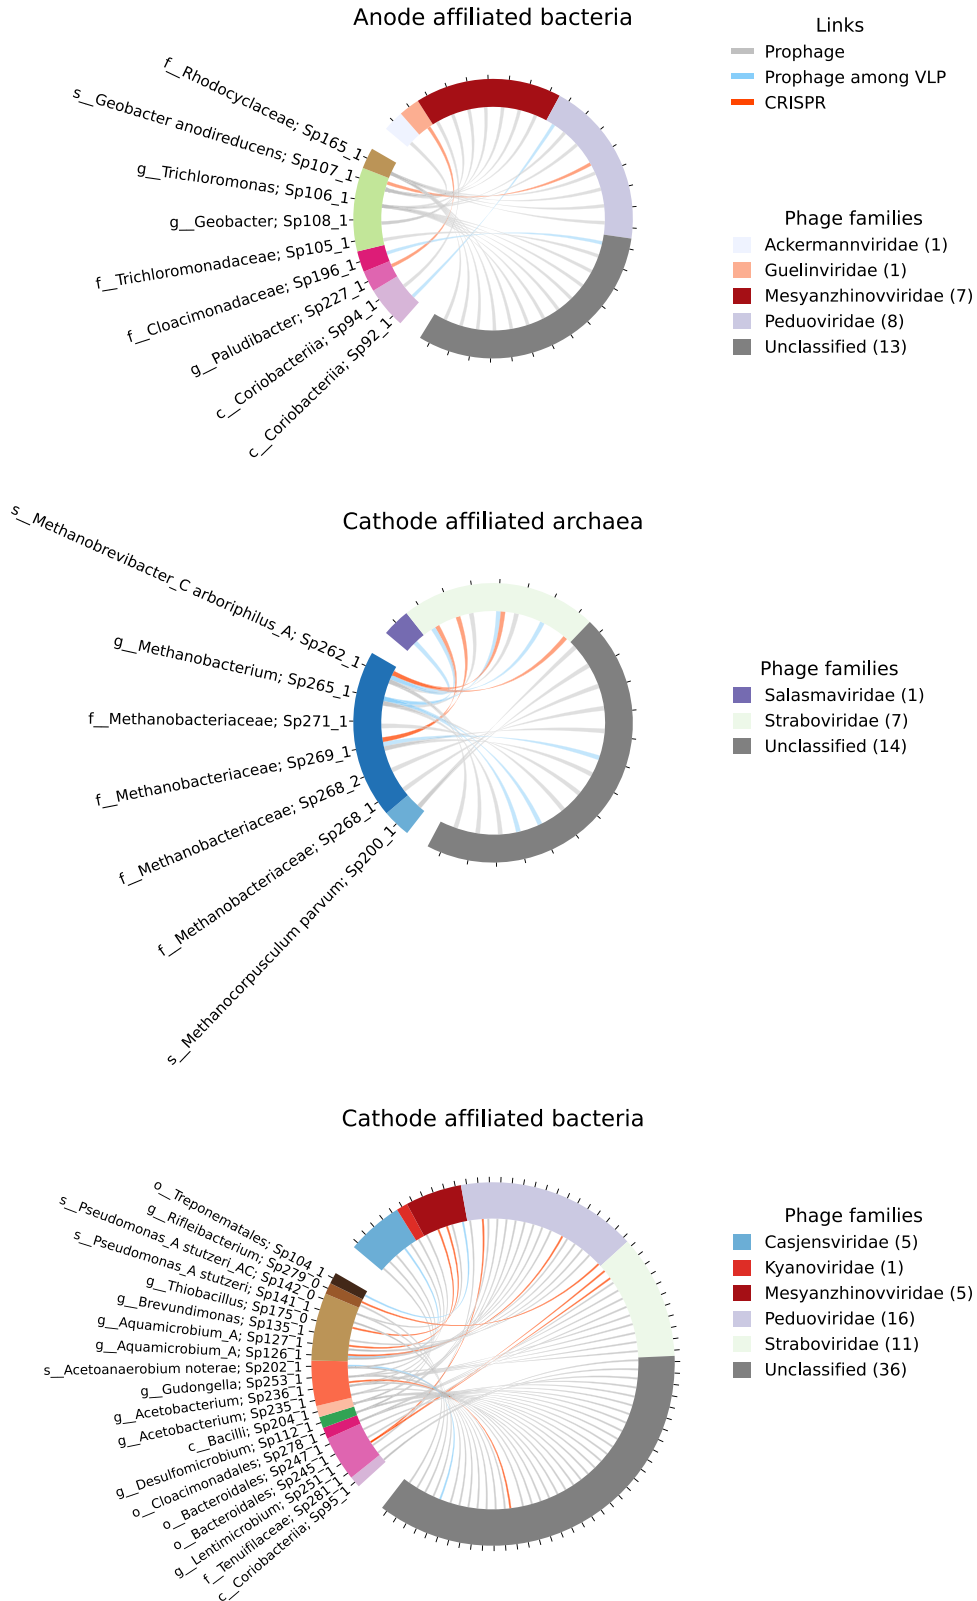 Anode affiliated bacteria
Links
Prophage
Prophage among VLP
CRISPR
f__Rhodocyclaceae; Sp165_1
s__Geobacter anodireducens; Sp107_1
g__Trichloromonas; Sp106_1
g__Geobacter; Sp108_1
f__Trichloromonadaceae; Sp105_1
f__Cloacimonadaceae; Sp196_1
g__Paludibacter; Sp227_1
c__Coriobacteriia; Sp94_1
c__Coriobacteriia; Sp92_1
Phage families
Ackermannviridae (1)
Guelinviridae (1)
Mesyanzhinovviridae (7)
Peduoviridae (8)
Unclassified (13)
Cathode affiliated archaea
s__Methanobrevibacter_C arboriphilus_A; Sp262_1
g__Methanobacterium; Sp265_1
f__Methanobacteriaceae; Sp271_1
f__Methanobacteriaceae; Sp269_1
f__Methanobacteriaceae; Sp268_2
f__Methanobacteriaceae; Sp268_1
s__Methanocorpusculum parvum; Sp200_1
Phage families
Salasmaviridae (1)
Straboviridae (7)
Unclassified (14)
Cathode affiliated bacteria
o__Treponematales; Sp104_1
g__Rifleibacterium; Sp279_0
s__Pseudomonas_A stutzeri_AC; Sp142_0
s__Pseudomonas_A stutzeri; Sp141_1
g__Thiobacillus; Sp175_0
g__Brevundimonas; Sp135_1
g__Aquamicrobium_A; Sp127_1
g__Aquamicrobium_A; Sp126_1
s__Acetoanaerobium noterae; Sp202_1
g__Gudongella; Sp253_1
g__Acetobacterium; Sp236_1
g__Acetobacterium; Sp235_1
c__Bacilli; Sp204_1
g__Desulfomicrobium; Sp112_1
o__Cloacimonadales; Sp278_1
o__Bacteroidales; Sp247_1
o__Bacteroidales; Sp245_1
g__Lentimicrobium; Sp251_1
f__Tenuifilaceae; Sp281_1
c__Coriobacteriia; Sp95_1
Phage families
Casjensviridae (5)
Kyanoviridae (1)
Mesyanzhinovviridae (5)
Peduoviridae (16)
Straboviridae (11)
Unclassified (36)